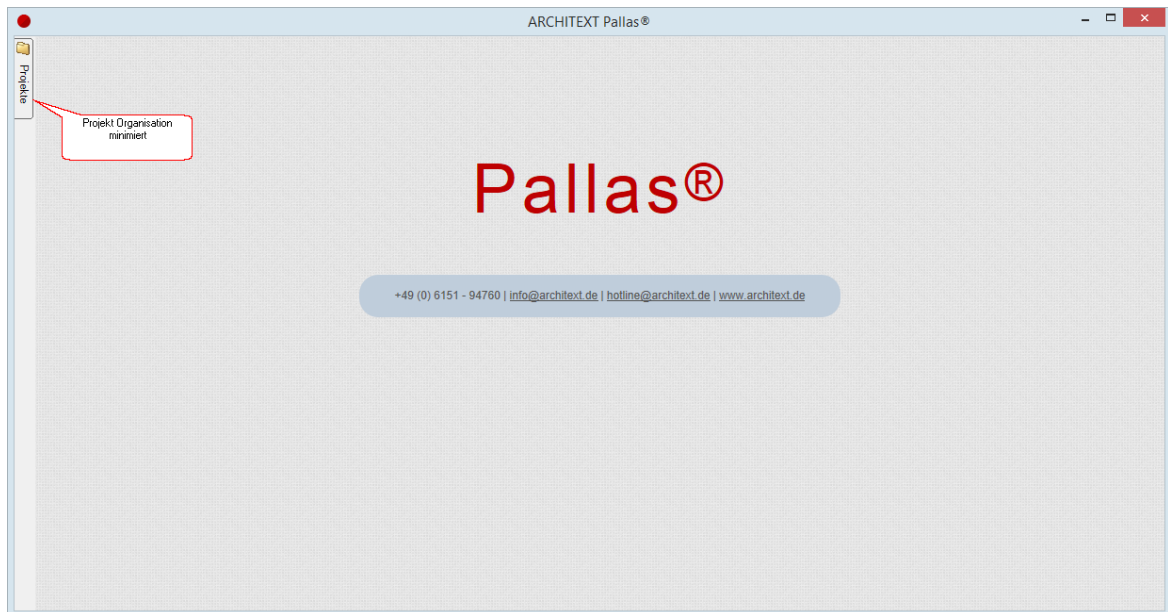 ARCHITEXT Pallas®
Projekte
Projekt Organisation
minimiert
Pallas®
+49 (0) 6151 - 94760 | info@architext.de | hotline@architext.de | www.architext.de